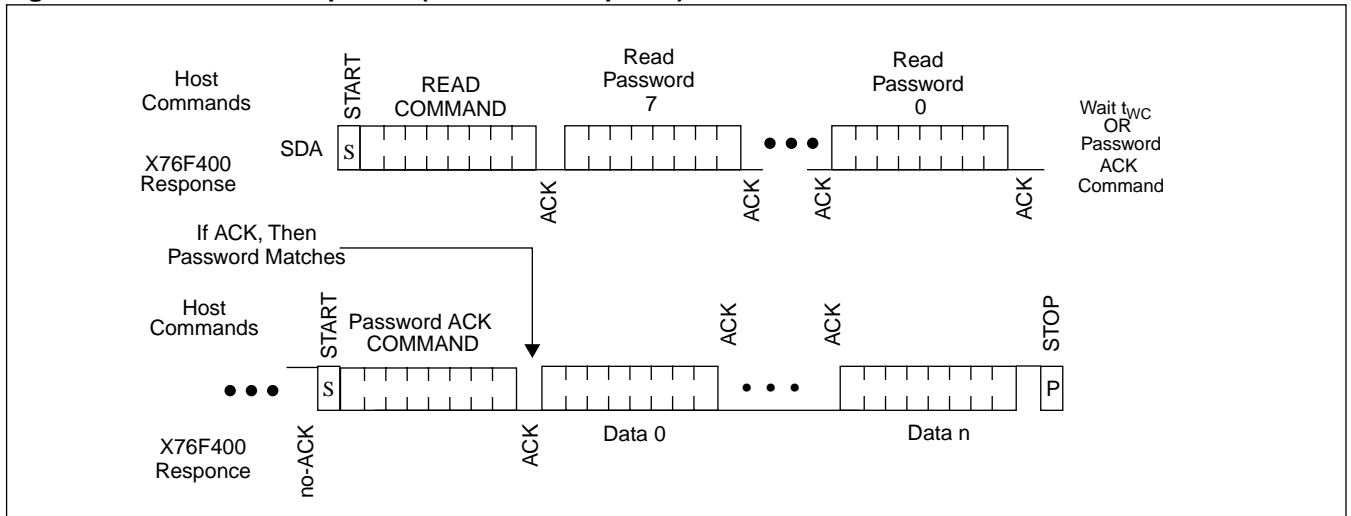 Host
Commands
START
READ
COMMAND
Read
Password
7
Read
Password
0
Wait tWC
OR
Password
ACK
Command
SDA
S
X76F400
Response
ACK
ACK
ACK
ACK
If ACK, Then
Password Matches
Host
Commands
START
Password ACK
COMMAND
ACK
ACK
STOP
S
P
X76F400
Responce
no-ACK
ACK
Data 0
Data n